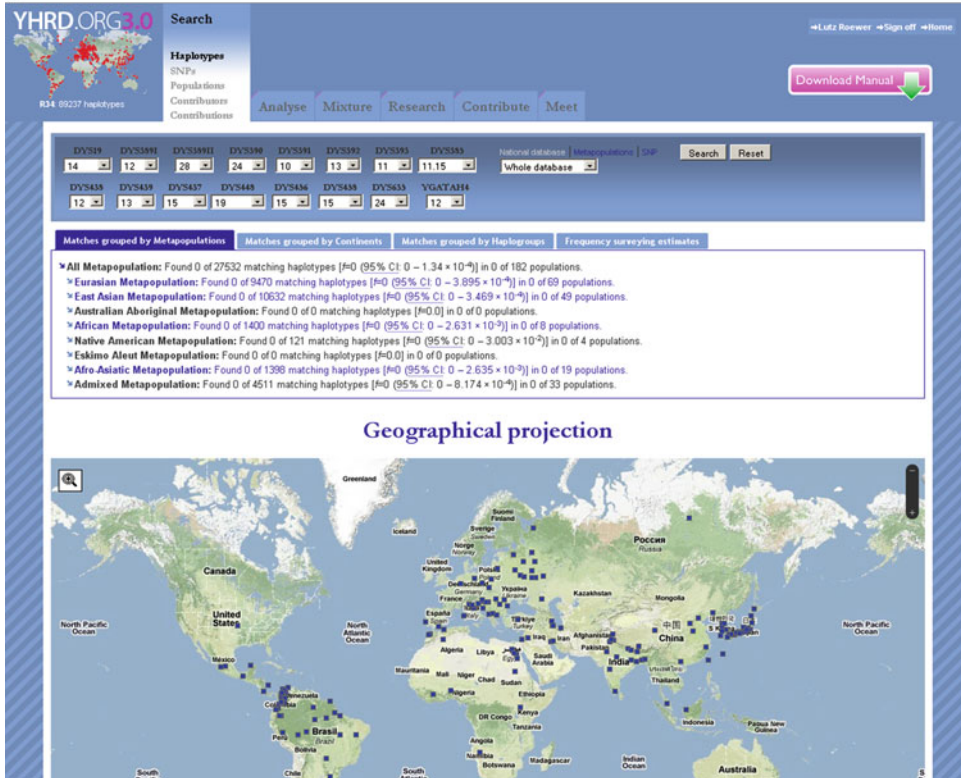 YHRD.ORG3.0
R34: 89237 haplotypes
Search
Haplotypes
SNPs
Populations
Contributors
Contributions
Analyse Mixture Research Contribute Meet
Lutz Roewer Sign off Home
Download Manual
DYS19 DYS389I DYS389II DYS390 DYS391 DYS392 DYS393 DYS385
14 12 28 24 10 13 11 11.15
National database | Metapopulations | SNP
Whole database
Search Reset
DYS438 DYS439 DYS437 DYS448 DYS456 DYS458 DYS635 YGATAH4
12 13 15 19 15 15 24 12
Matches grouped by Metapopulations Matches grouped by Continents Matches grouped by Haplogroups Frequency surveying estimates
All Metapopulation: Found 0 of 27532 matching haplotypes [f=0 (95% CI: 0 – 1.34 × 10⁻⁴)] in 0 of 182 populations.
Eurasian Metapopulation: Found 0 of 9470 matching haplotypes [f=0 (95% CI: 0 – 3.895 × 10⁻⁴)] in 0 of 69 populations.
East Asian Metapopulation: Found 0 of 10632 matching haplotypes [f=0 (95% CI: 0 – 3.469 × 10⁻⁴)] in 0 of 49 populations.
Australian Aboriginal Metapopulation: Found 0 of 0 matching haplotypes [f=0.0] in 0 of 0 populations.
African Metapopulation: Found 0 of 1400 matching haplotypes [f=0 (95% CI: 0 – 2.631 × 10⁻³)] in 0 of 8 populations.
Native American Metapopulation: Found 0 of 121 matching haplotypes [f=0 (95% CI: 0 – 3.003 × 10⁻²)] in 0 of 4 populations.
Eskimo Aleut Metapopulation: Found 0 of 0 matching haplotypes [f=0.0] in 0 of 0 populations.
Afro-Asiatic Metapopulation: Found 0 of 1398 matching haplotypes [f=0 (95% CI: 0 – 2.635 × 10⁻³)] in 0 of 19 populations.
Admixed Metapopulation: Found 0 of 4511 matching haplotypes [f=0 (95% CI: 0 – 8.174 × 10⁻⁴)] in 0 of 33 populations.
Geographical projection
Greenland
Iceland
Suomi
Finland
Sverige
Sweden
Norge
Norway
Россия
Russia
United
Kingdom
Canada
Germany
Україна
Ukraine
France
Kazakhstan
Mongolia
España
Spain
Italy
Türkiye
Turkey
United
States
North Pacific
Ocean
North
Atlantic
Ocean
Iraq
Iran
Afghanistan
Pakistan
中国
China
North Pacific
Ocean
Algeria
Libya
Egypt
Saudi
Arabia
India
México
Mauritania
Mali
Niger
Chad
Sudan
Thailand
Venezuela
Colombia
Nigeria
Ethiopia
Kenya
DR Congo
Tanzania
Indonesia
Papua New
Guinea
Peru
Brasil
Brazil
Bolivia
Angola
Namibia
Botswana
Madagascar
Indian
Ocean
Australia
Chile
South
South